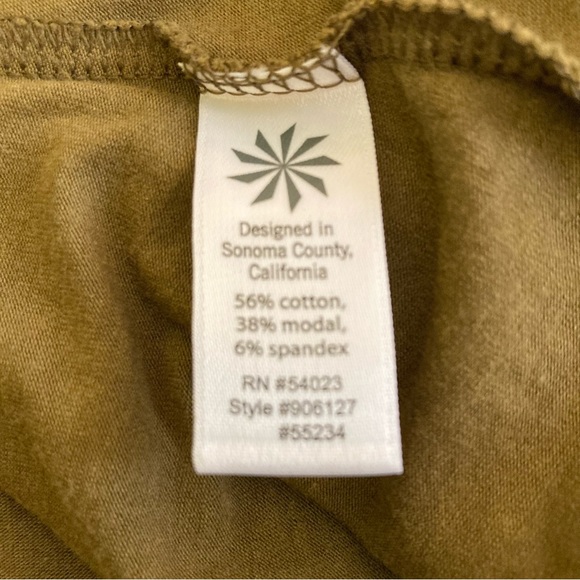 Designed in
Sonoma County,
California
56% cotton,
38% modal,
6% spandex
RN #54023
Style #906127
#55234